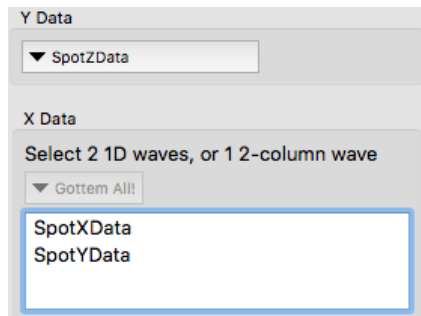 Y Data
SpotZData
X Data
Select 2 1D waves, or 1 2-column wave
Gottem All!
SpotXData
SpotYData